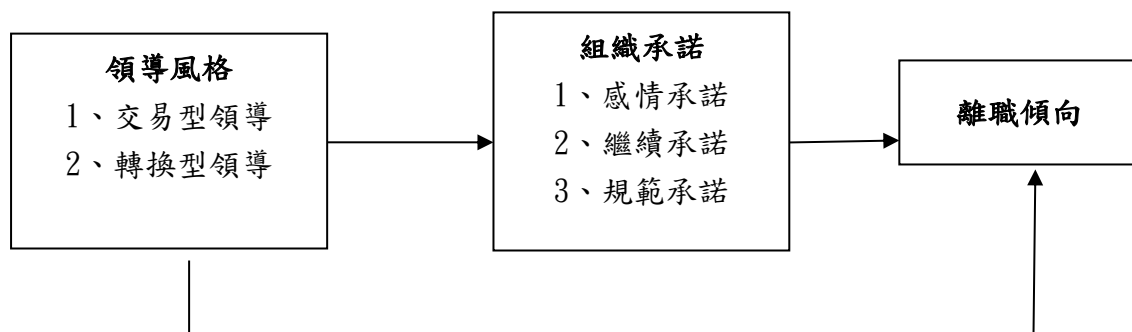 領導風格
1、交易型領導
2、轉換型領導
組織承諾
1、感情承諾
2、繼續承諾
3、規範承諾
離職傾向